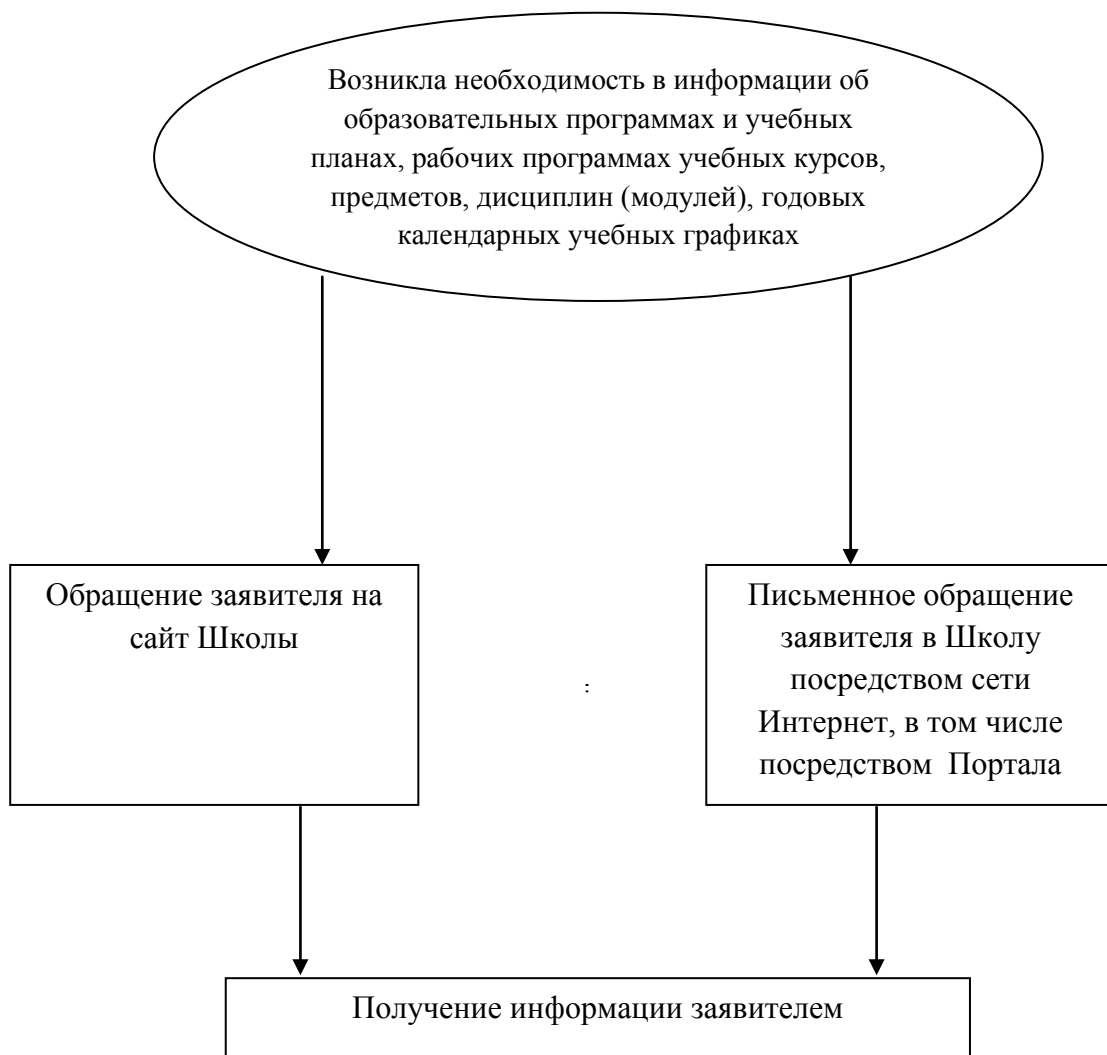 Возникла необходимость в информации об
образовательных программах и учебных
планах, рабочих программах учебных курсов,
предметов, дисциплин (модулей), годовых
календарных учебных графиках
Обращение заявителя на
сайт Школы
:
Письменное обращение
заявителя в Школу
посредством сети
Интернет, в том числе
посредством Портала
Получение информации заявителем